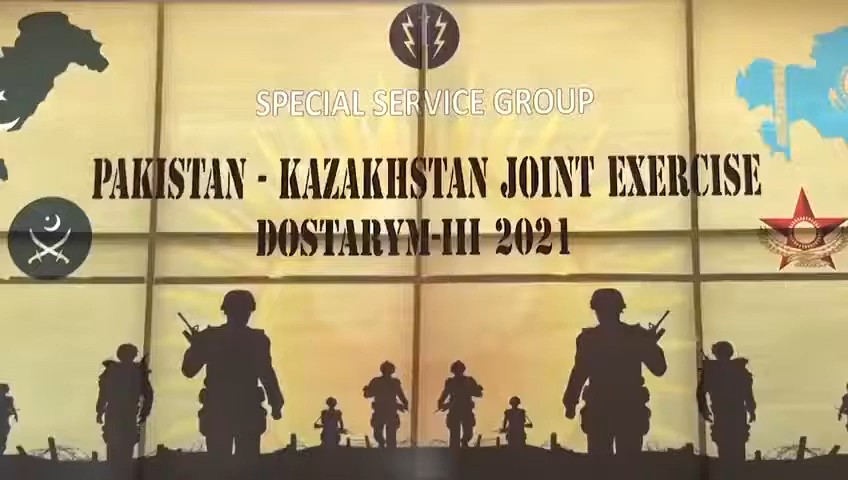 SPECIAL SERVICE GROUP
PAKISTAN - KAZAKHSTAN JOINT EXERCISE
DOSTARYM-III 2021